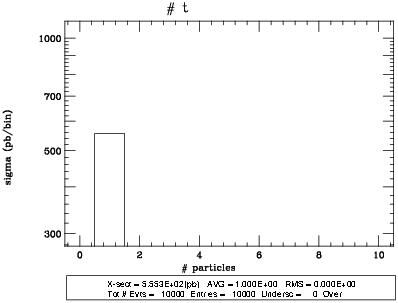 # t
1000
700
500
300
sigma (pb/bin)
0 2 4 6 8 10
# particles
X-sect = 5.553E+02(pb) AVG = 1.000E+00 RMS = 0.000E+00
Tot # Evts = 10000 Entries = 10000 Undersc = 0 Over